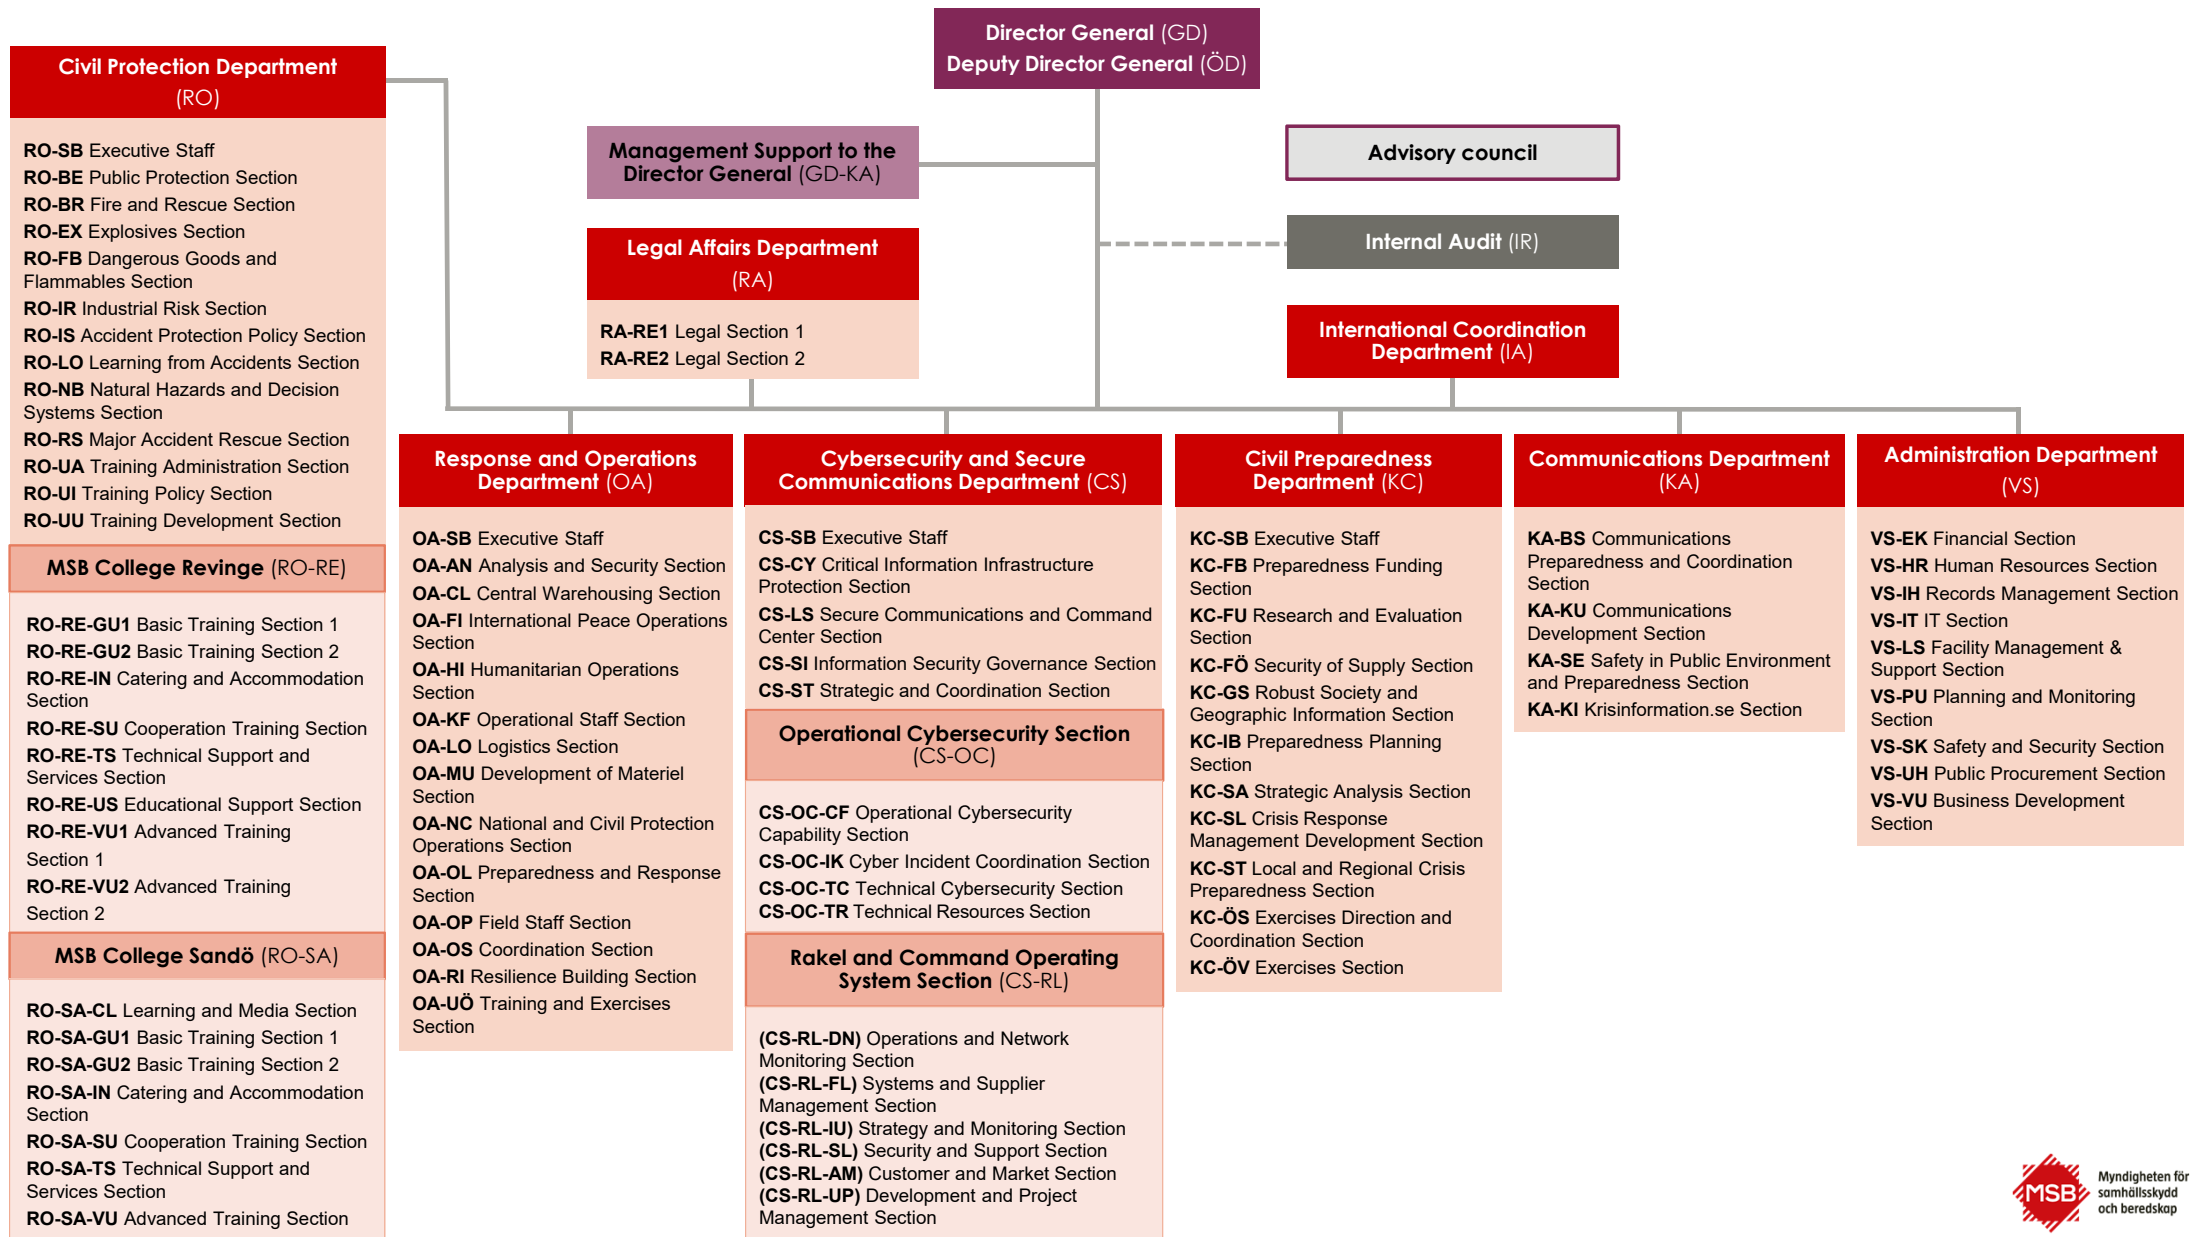 Director General (GD)
Deputy Director General (ÖD)
Civil Protection Department
(RO)
RO-SB Executive Staff
RO-BE Public Protection Section
RO-BR Fire and Rescue Section
RO-EX Explosives Section
RO-FB Dangerous Goods and
Flammables Section
RO-IR Industrial Risk Section
RO-IS Accident Protection Policy Section
RO-LO Learning from Accidents Section
RO-NB Natural Hazards and Decision
Systems Section
RO-RS Major Accident Rescue Section
RO-UA Training Administration Section
RO-UI Training Policy Section
RO-UU Training Development Section
MSB College Revinge (RO-RE)
RO-RE-GU1 Basic Training Section 1
RO-RE-GU2 Basic Training Section 2
RO-RE-IN Catering and Accommodation
Section
RO-RE-SU Cooperation Training Section
RO-RE-TS Technical Support and
Services Section
RO-RE-US Educational Support Section
RO-RE-VU1 Advanced Training
Section 1
RO-RE-VU2 Advanced Training
Section 2
MSB College Sandö (RO-SA)
RO-SA-CL Learning and Media Section
RO-SA-GU1 Basic Training Section 1
RO-SA-GU2 Basic Training Section 2
RO-SA-IN Catering and Accommodation
Section
RO-SA-SU Cooperation Training Section
RO-SA-TS Technical Support and
Services Section
RO-SA-VU Advanced Training Section
Management Support to the
Director General (GD-KA)
Advisory council
Legal Affairs Department
(RA)
RA-RE1 Legal Section 1
RA-RE2 Legal Section 2
Internal Audit (IR)
International Coordination
Department (IA)
Response and Operations
Department (OA)
OA-SB Executive Staff
OA-AN Analysis and Security Section
OA-CL Central Warehousing Section
OA-FI International Peace Operations
Section
OA-HI Humanitarian Operations
Section
OA-KF Operational Staff Section
OA-LO Logistics Section
OA-MU Development of Materiel
Section
OA-NC National and Civil Protection
Operations Section
OA-OL Preparedness and Response
Section
OA-OP Field Staff Section
OA-OS Coordination Section
OA-RI Resilience Building Section
OA-UÖ Training and Exercises
Section
Cybersecurity and Secure
Communications Department (CS)
CS-SB Executive Staff
CS-CY Critical Information Infrastructure
Protection Section
CS-LS Secure Communications and Command
Center Section
CS-SI Information Security Governance Section
CS-ST Strategic and Coordination Section
Operational Cybersecurity Section
(CS-OC)
CS-OC-CF Operational Cybersecurity
Capability Section
CS-OC-IK Cyber Incident Coordination Section
CS-OC-TC Technical Cybersecurity Section
CS-OC-TR Technical Resources Section
Rakel and Command Operating
System Section (CS-RL)
(CS-RL-DN) Operations and Network
Monitoring Section
(CS-RL-FL) Systems and Supplier
Management Section
(CS-RL-IU) Strategy and Monitoring Section
(CS-RL-SL) Security and Support Section
(CS-RL-AM) Customer and Market Section
(CS-RL-UP) Development and Project
Management Section
Civil Preparedness
Department (KC)
KC-SB Executive Staff
KC-FB Preparedness Funding
Section
KC-FU Research and Evaluation
Section
KC-FÖ Security of Supply Section
KC-GS Robust Society and
Geographic Information Section
KC-IB Preparedness Planning
Section
KC-SA Strategic Analysis Section
KC-SL Crisis Response
Management Development Section
KC-ST Local and Regional Crisis
Preparedness Section
KC-ÖS Exercises Direction and
Coordination Section
KC-ÖV Exercises Section
Communications Department
(KA)
KA-BS Communications
Preparedness and Coordination
Section
KA-KU Communications
Development Section
KA-SE Safety in Public Environment
and Preparedness Section
KA-KI Krisinformation.se Section
Administration Department
(VS)
VS-EK Financial Section
VS-HR Human Resources Section
VS-IH Records Management Section
VS-IT IT Section
VS-LS Facility Management &
Support Section
VS-PU Planning and Monitoring
Section
VS-SK Safety and Security Section
VS-UH Public Procurement Section
VS-VU Business Development
Section
MSB
Myndigheten för
samhällsskydd
och beredskap